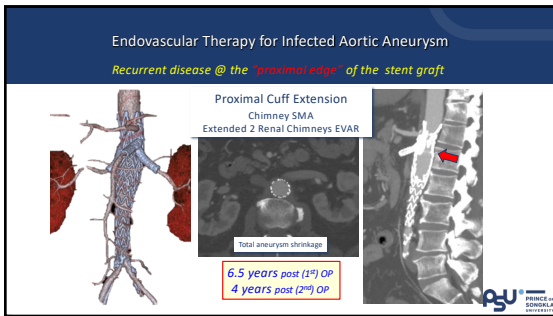 Endovascular Therapy for Infected Aortic Aneurysm
Recurrent disease @ the "proximal edge" of the stent graft
Proximal Cuff Extension
Chimney SMA
Extended 2 Renal Chimneys EVAR
Total aneurysm shrinkage
6.5 years post (1st) OP
4 years post (2nd) OP
PSU
PRINCE OF
SONGKLA
UNIVERSITY